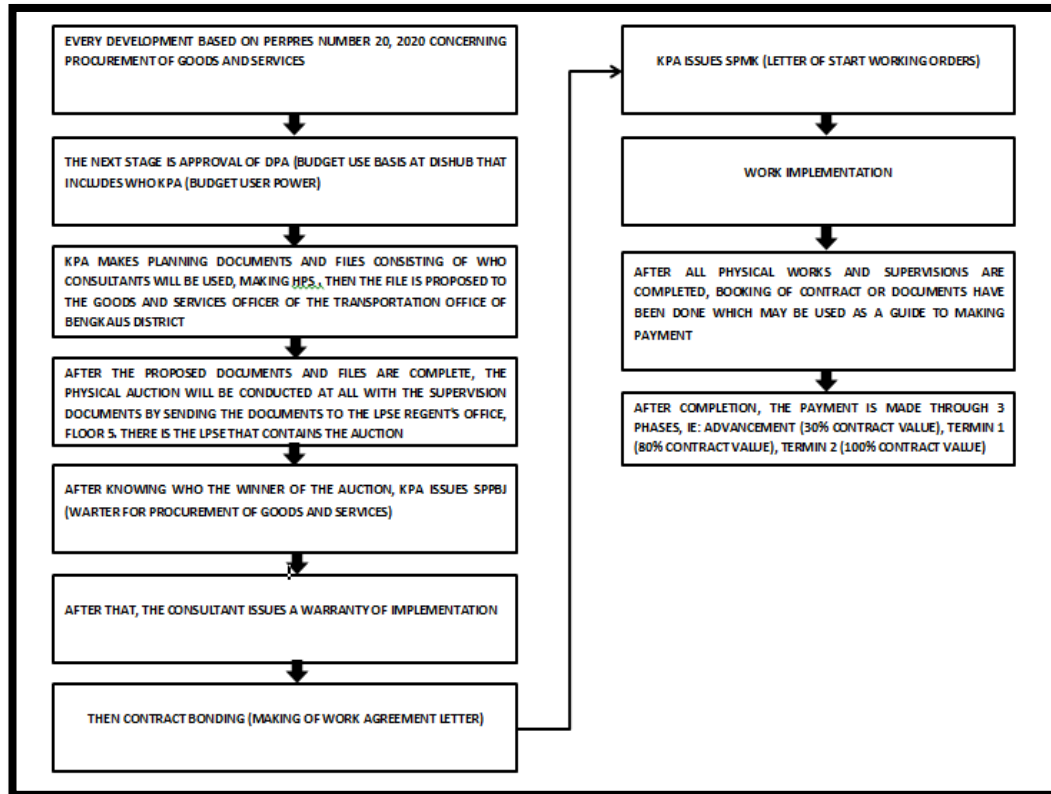 EVERY DEVELOPMENT BASED ON PERPRES NUMBER 20, 2020 CONCERNING
PROCUREMENT OF GOODS AND SERVICES
THE NEXT STAGE IS APPROVAL OF DPA (BUDGET USE BASIS AT DISHUB THAT
INCLUDES WHO KPA (BUDGET USER POWER)
KPA MAKES PLANNING DOCUMENTS AND FILES CONSISTING OF WHO
CONSULTANTS WILL BE USED, MAKING HPS., THEN THE FILE IS PROPOSED TO
THE GOODS AND SERVICES OFFICER OF THE TRANSPORTATION OFFICE OF
BENGKALIS DISTRICT
AFTER THE PROPOSED DOCUMENTS AND FILES ARE COMPLETE, THE
PHYSICAL AUCTION WILL BE CONDUCTED AT ALL WITH THE SUPERVISION
DOCUMENTS BY SENDING THE DOCUMENTS TO THE LPSE REGENT'S OFFICE,
FLOOR 5. THERE IS THE LPSE THAT CONTAINS THE AUCTION
AFTER KNOWING WHO THE WINNER OF THE AUCTION, KPA ISSUES SPPBJ
(WARTER FOR PROCUREMENT OF GOODS AND SERVICES)
AFTER THAT, THE CONSULTANT ISSUES A WARRANTY OF IMPLEMENTATION
THEN CONTRACT BONDING (MAKING OF WORK AGREEMENT LETTER)
KPA ISSUES SPMK (LETTER OF START WORKING ORDERS)
WORK IMPLEMENTATION
AFTER ALL PHYSICAL WORKS AND SUPERVISIONS ARE
COMPLETED, BOOKING OF CONTRACT OR DOCUMENTS HAVE
BEEN DONE WHICH MAY BE USED AS A GUIDE TO MAKING
PAYMENT
AFTER COMPLETION, THE PAYMENT IS MADE THROUGH 3
PHASES, IE: ADVANCEMENT (30% CONTRACT VALUE), TERMIN 1
(80% CONTRACT VALUE), TERMIN 2 (100% CONTRACT VALUE)